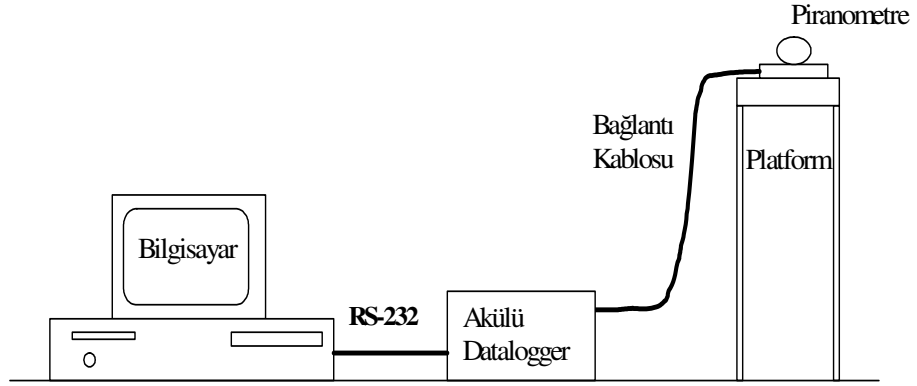 Piranometre
Bağlantı
Kablosu
Platform
Bilgisayar
RS-232
Akülü
Datalogger